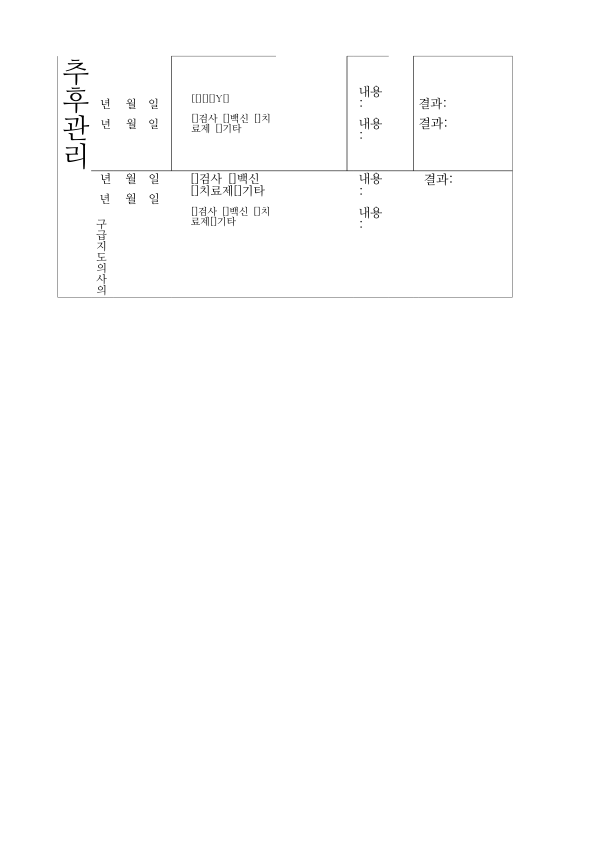 추후관리
년 월 일
[[][][]Y[]
내용
:
결과:
년 월 일
[]검사 []백신 []치
료제 []기타
내용
:
결과:
년 월 일
[]검사 []백신
[]치료제[]기타
내용
:
결과:
년 월 일
[]검사 []백신 []치
료제[]기타
내용
:
구급지도의사의